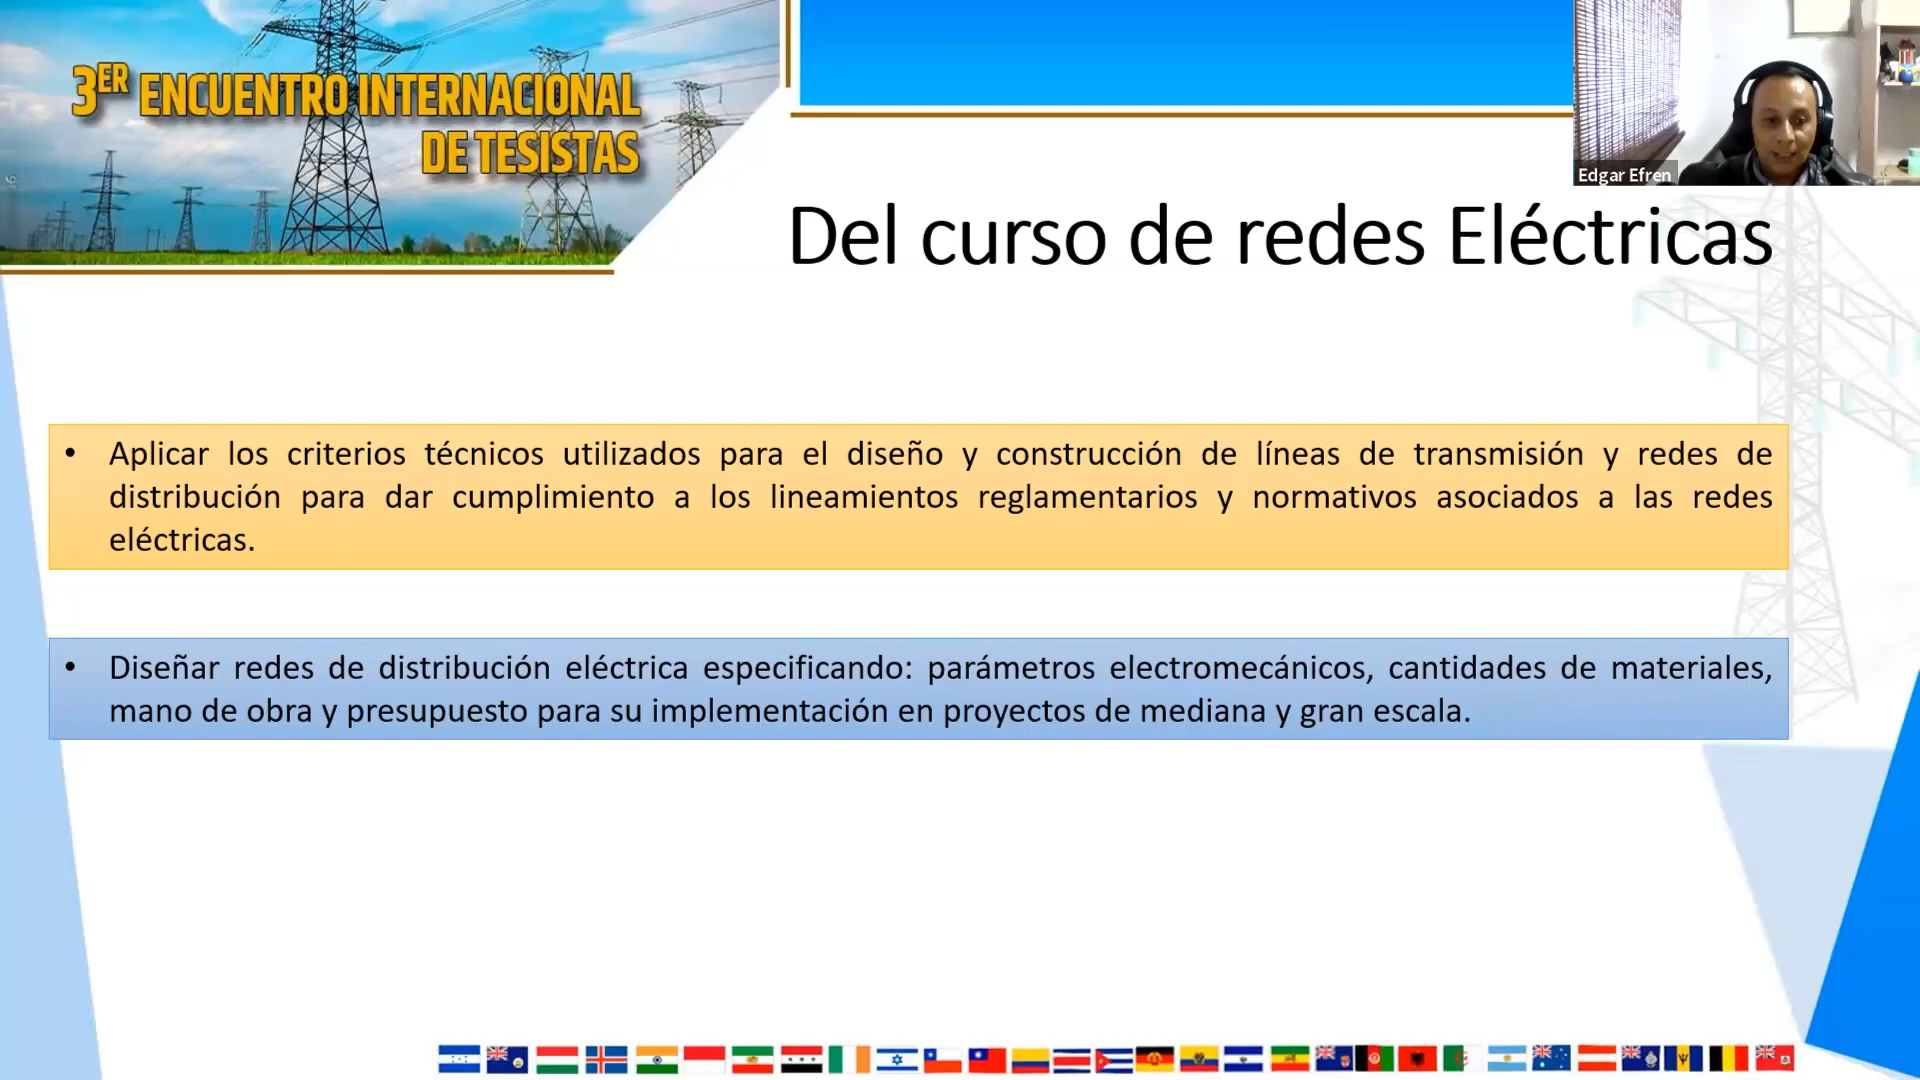 3ER ENCUENTRO INTERNACIONAL
DE TESISTAS
Edgar Efren
Del curso de redes Eléctricas
• Aplicar los criterios técnicos utilizados para el diseño y construcción de líneas de transmisión y redes de
distribución para dar cumplimiento a los lineamientos reglamentarios y normativos asociados a las redes
eléctricas.
• Diseñar redes de distribución eléctrica especificando: parámetros electromecánicos, cantidades de materiales,
mano de obra y presupuesto para su implementación en proyectos de mediana y gran escala.